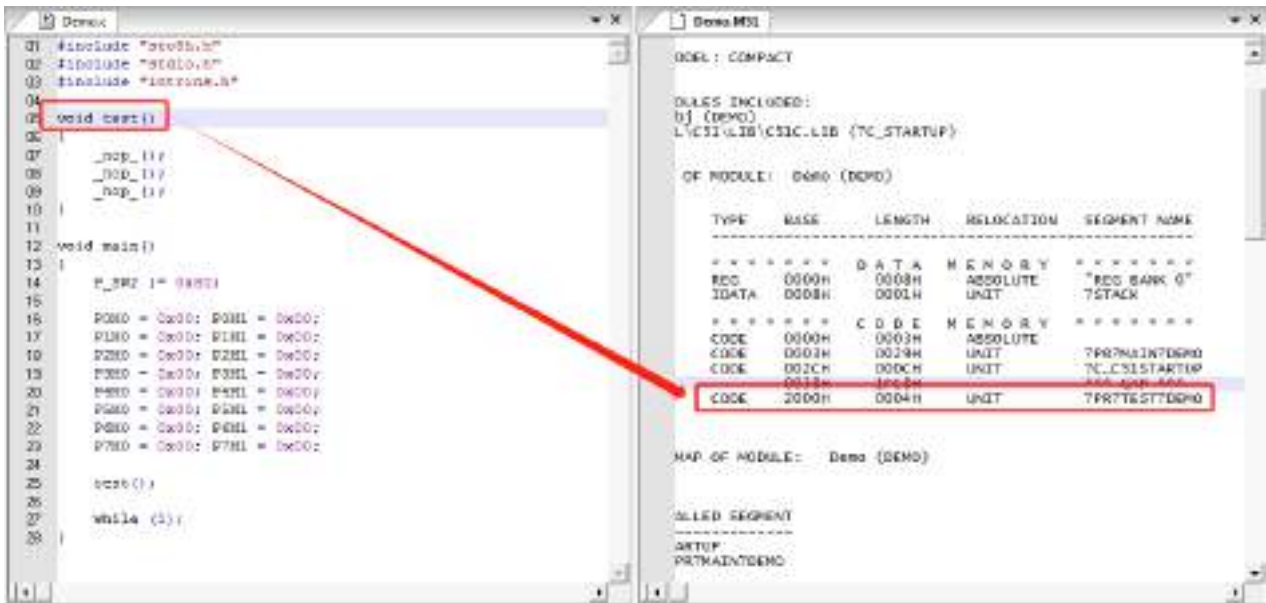 Demo.c
01 #include "stc8h.h"
02 #include "stdio.h"
03 #include "intrins.h"
04
05 void test()
06 {
07 _nop_();
08 _nop_();
09 _nop_();
10 }
11
12 void main()
13 {
14 P_SW2 |= 0x80;
15
16 P0M0 = 0x00; P0M1 = 0x00;
17 P1M0 = 0x00; P1M1 = 0x00;
18 P2M0 = 0x00; P2M1 = 0x00;
19 P3M0 = 0x00; P3M1 = 0x00;
20 P4M0 = 0x00; P4M1 = 0x00;
21 P5M0 = 0x00; P5M1 = 0x00;
22 P6M0 = 0x00; P6M1 = 0x00;
23 P7M0 = 0x00; P7M1 = 0x00;
24
25 test();
26
27 while (1);
28 }
Demo.M51
ODEL: COMPACT
DULES INCLUDED:
bj (DEMO)
L\C51\LIB\C51C.LIB (?C_STARTUP)
OF MODULE: Demo (DEMO)
TYPE BASE LENGTH RELOCATION SEGMENT NAME
* * * * * * * D A T A M E M O R Y * * * * * * *
REG 0000H 0008H ABSOLUTE "REG BANK 0"
IDATA 0008H 0001H UNIT ?STACK
* * * * * * * C O D E M E M O R Y * * * * * * *
CODE 0000H 0003H ABSOLUTE
CODE 0003H 0029H UNIT ?PR?MAIN?DEMO
CODE 002CH 000CH UNIT ?C_C51STARTUP
0038H 1FC8H *** GAP ***
CODE 2000H 0004H UNIT ?PR?TEST?DEMO
MAP OF MODULE: Demo (DEMO)
ALLED SEGMENT
ARTUP
PR?MAIN?DEMO